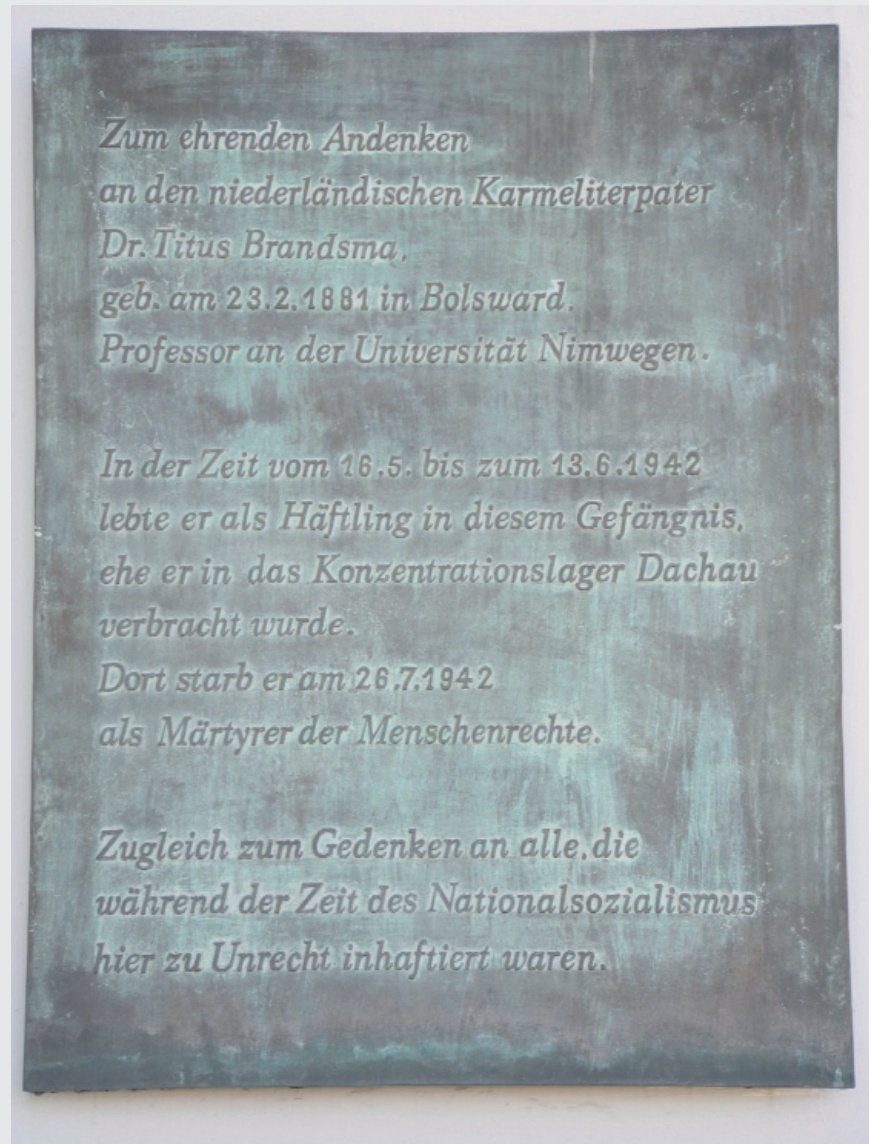 Zum ehrenden Andenken
an den niederländischen Karmeliterpater
Dr. Titus Brandsma,
geb. am 23.2.1881 in Bolsward.
Professor an der Universität Nimwegen.
In der Zeit vom 16.5. bis zum 13.6.1942
lebte er als Häftling in diesem Gefängnis,
ehe er in das Konzentrationslager Dachau
verbracht wurde.
Dort starb er am 26.7.1942
als Märtyrer der Menschenrechte.
Zugleich zum Gedenken an alle, die
während der Zeit des Nationalsozialismus
hier zu Unrecht inhaftiert waren.